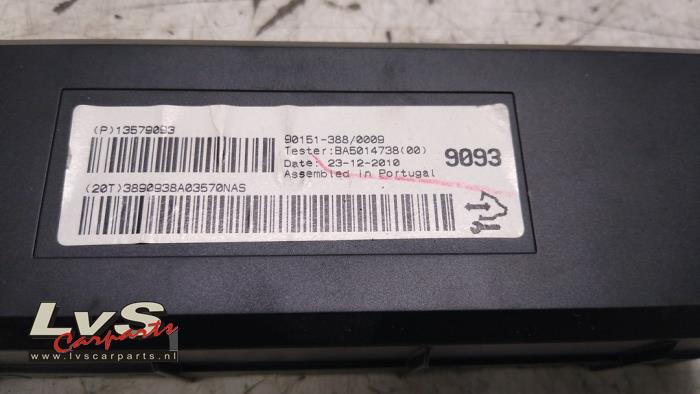 (P)13579093
90151-388/0009
Tester:BA5014738(00)
Date: 23-12-2010
Assembled in Portugal
9093
(20T)3890938A03570NAS
LvS
Carparts
www.lvscarparts.nl